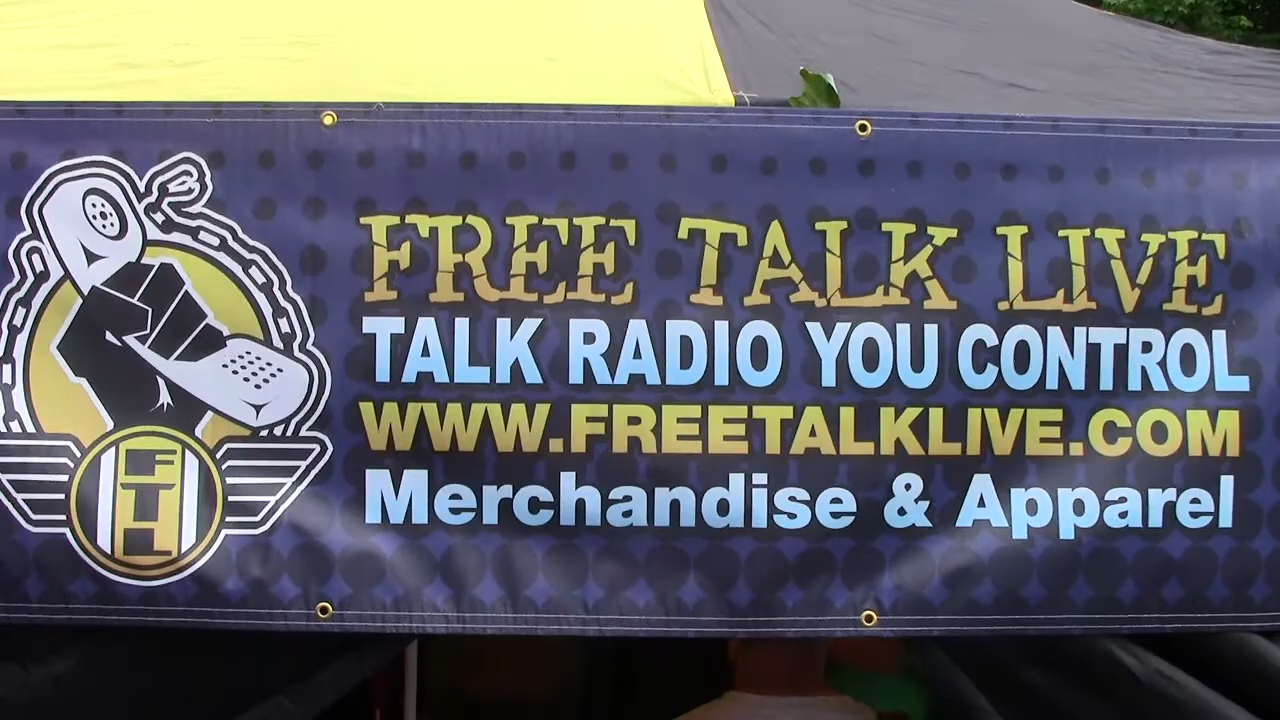 FREE TALK LIVE
TALK RADIO YOU CONTROL
WWW.FREETALKLIVE.COM
Merchandise & Apparel
FTL